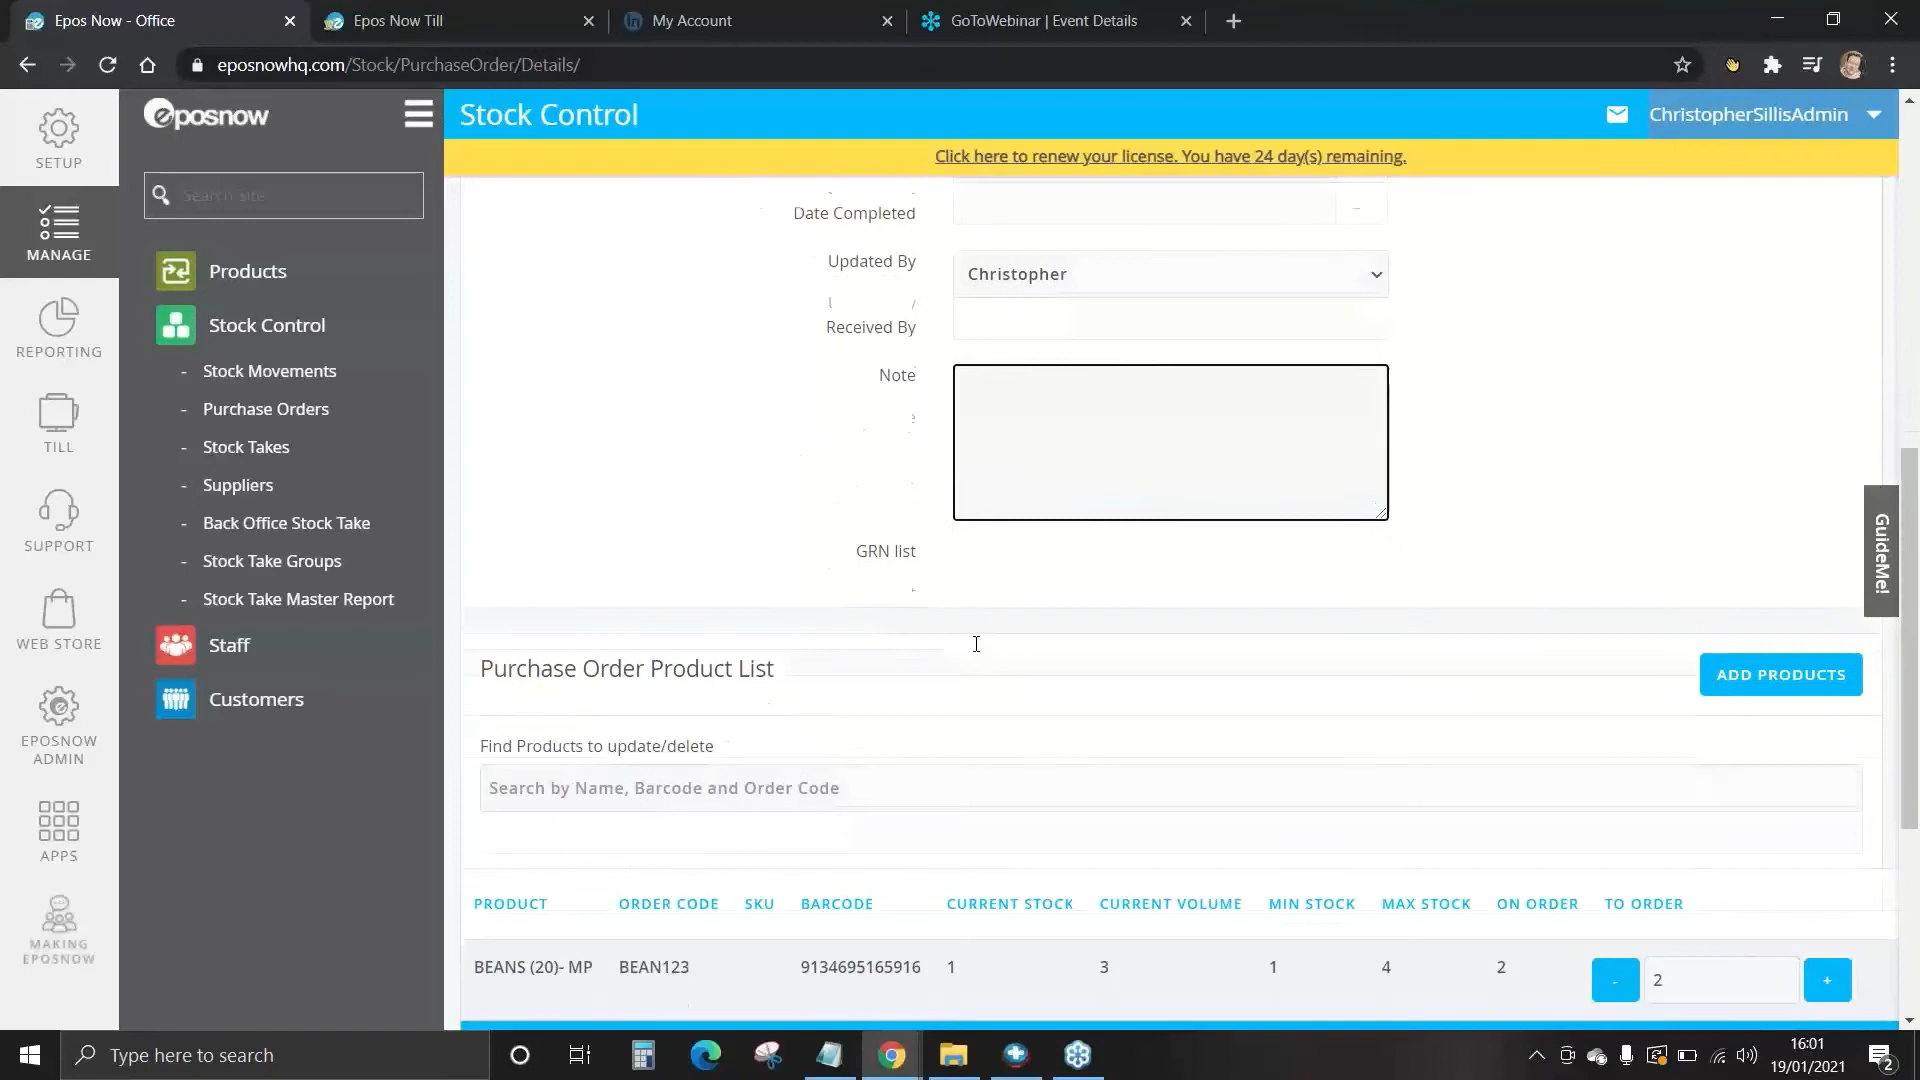 Epos Now - Office
Epos Now Till
My Account
GoToWebinar | Event Details
eposnowhq.com/Stock/PurchaseOrder/Details/
SETUP
MANAGE
REPORTING
TILL
SUPPORT
WEB STORE
EPOSNOW
ADMIN
APPS
MAKING
EPOSNOW
eposnow
Search site
Products
Stock Control
- Stock Movements
- Purchase Orders
- Stock Takes
- Suppliers
- Back Office Stock Take
- Stock Take Groups
- Stock Take Master Report
Staff
Customers
Stock Control
ChristopherSillisAdmin
Click here to renew your license. You have 24 day(s) remaining.
Date Completed
Updated By
Christopher
Received By
Note
GRN list
GuideMe!
Purchase Order Product List
ADD PRODUCTS
Find Products to update/delete
Search by Name, Barcode and Order Code
PRODUCT ORDER CODE SKU BARCODE CURRENT STOCK CURRENT VOLUME MIN STOCK MAX STOCK ON ORDER TO ORDER
BEANS (20)- MP BEAN123 9134695165916 1 3 1 4 2 - 2 +
Type here to search
16:01
19/01/2021
2